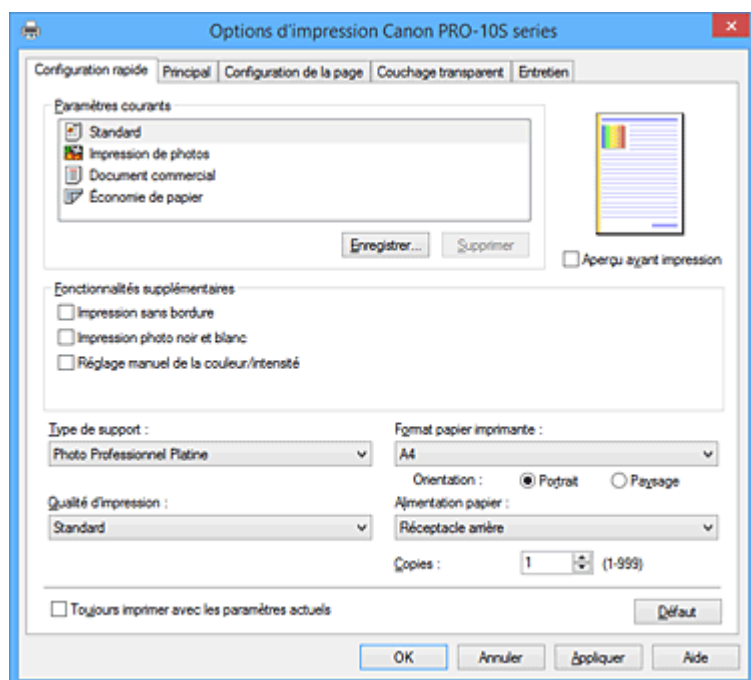 Options d'impression Canon PRO-10S series
Configuration rapide Principal Configuration de la page Couchage transparent Entretien
Paramètres courants
Standard
Impression de photos
Document commercial
Économie de papier
Enregistrer... Supprimer
Aperçu avant impression
Fonctionnalités supplémentaires
Impression sans bordure
Impression photo noir et blanc
Réglage manuel de la couleur/intensité
Type de support : Format papier imprimante :
Photo Professionnel Platine A4
Orientation : Portrait Paysage
Qualité d'impression : Alimentation papier :
Standard Réceptacle arrière
Copies : 1 (1-999)
Toujours imprimer avec les paramètres actuels Défaut
OK Annuler Appliquer Aide